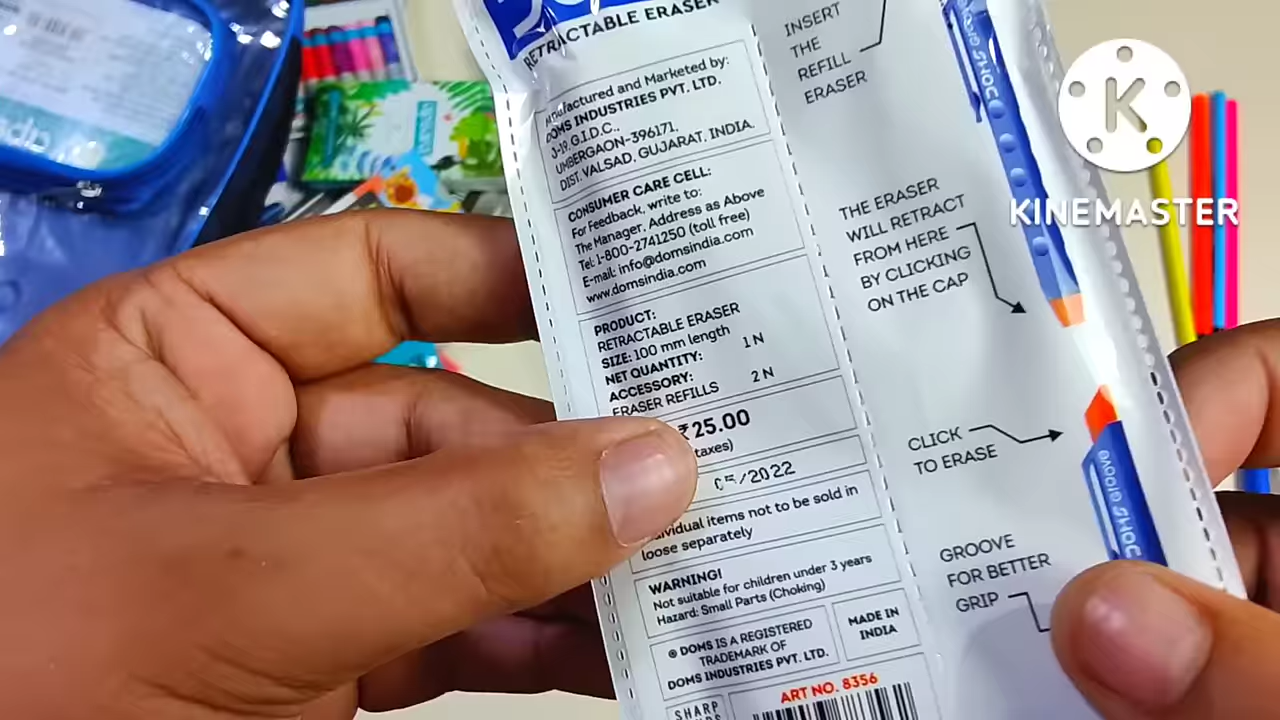 RETRACTABLE ERASER
Manufactured and Marketed by:
DOMS INDUSTRIES PVT. LTD.
J-19, G.I.D.C.,
UMBERGAON-396171,
DIST. VALSAD, GUJARAT, INDIA.
CONSUMER CARE CELL:
For Feedback, write to:
The Manager, Address as Above
Tel: 1-800-2741250 (toll free)
E-mail: info@domsindia.com
www.domsindia.com
PRODUCT:
RETRACTABLE ERASER
SIZE: 100 mm length
NET QUANTITY: 1 N
ACCESSORY:
ERASER REFILLS 2 N
₹25.00
taxes)
05/2022
Individual items not to be sold in
loose separately
WARNING!
Not suitable for children under 3 years
Hazard: Small Parts (Choking)
® DOMS IS A REGISTERED
TRADEMARK OF
DOMS INDUSTRIES PVT. LTD.
MADE IN
INDIA
ART NO. 8356
SHARP
INSERT
THE
REFILL
ERASER
THE ERASER
WILL RETRACT
FROM HERE
BY CLICKING
ON THE CAP
CLICK
TO ERASE
GROOVE
FOR BETTER
GRIP
DOMS GROOVE
DOMS GROOVE
K
KINEMASTER